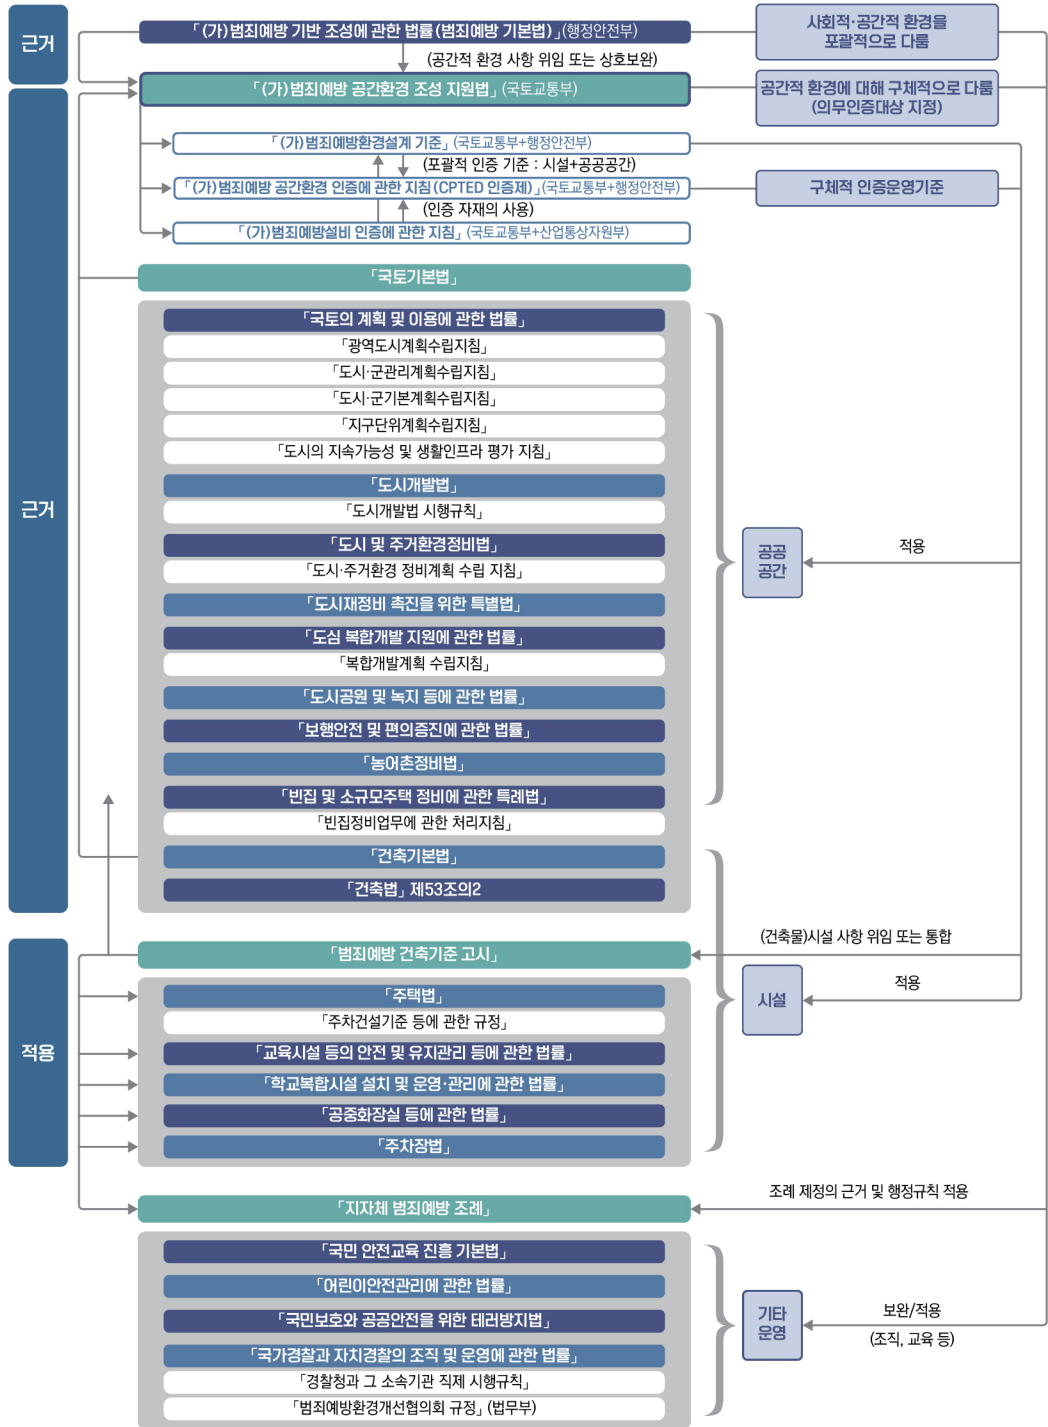 근거
「(가)범죄예방 기반 조성에 관한 법률(범죄예방 기본법)」(행정안전부)
사회적·공간적 환경을
포괄적으로 다룸
(공간적 환경 사항 위임 또는 상호보완)
「(가)범죄예방 공간환경 조성 지원법」(국토교통부)
공간적 환경에 대해 구체적으로 다룸
(의무인증대상 지정)
「(가)범죄예방환경설계 기준」(국토교통부+행정안전부)
(포괄적 인증 기준 : 시설+공공공간)
「(가)범죄예방 공간환경 인증에 관한 지침(CPTED 인증제)」(국토교통부+행정안전부)
구체적 인증운영기준
(인증 자재의 사용)
「(가)범죄예방설비 인증에 관한 지침」(국토교통부+산업통상자원부)
「국토기본법」
근거
「국토의 계획 및 이용에 관한 법률」
「광역도시계획수립지침」
「도시·군관리계획수립지침」
「도시·군기본계획수립지침」
「지구단위계획수립지침」
「도시의 지속가능성 및 생활인프라 평가 지침」
「도시개발법」
「도시개발법 시행규칙」
「도시 및 주거환경정비법」
「도시·주거환경 정비계획 수립 지침」
「도시재정비 촉진을 위한 특별법」
「도심 복합개발 지원에 관한 법률」
「복합개발계획 수립지침」
「도시공원 및 녹지 등에 관한 법률」
「보행안전 및 편의증진에 관한 법률」
「농어촌정비법」
「빈집 및 소규모주택 정비에 관한 특례법」
「빈집정비업무에 관한 처리지침」
공공
공간
적용
「건축기본법」
「건축법」 제53조의2
적용
「범죄예방 건축기준 고시」
(건축물)시설 사항 위임 또는 통합
「주택법」
「주차건설기준 등에 관한 규정」
「교육시설 등의 안전 및 유지관리 등에 관한 법률」
「학교복합시설 설치 및 운영·관리에 관한 법률」
「공중화장실 등에 관한 법률」
「주차장법」
시설
적용
「지자체 범죄예방 조례」
조례 제정의 근거 및 행정규칙 적용
「국민 안전교육 진흥 기본법」
「어린이안전관리에 관한 법률」
「국민보호와 공공안전을 위한 테러방지법」
「국가경찰과 자치경찰의 조직 및 운영에 관한 법률」
「경찰청과 그 소속기관 직제 시행규칙」
「범죄예방환경개선협의회 규정」(법무부)
기타
운영
보완/적용
(조직, 교육 등)